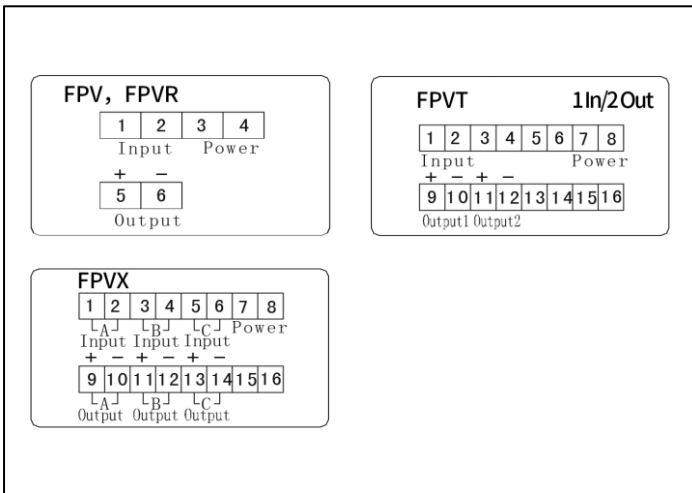 FPV, FPVR
1 2 3 4
Input Power
+ −
5 6
Output
FPVT 1In/2Out
1 2 3 4 5 6 7 8
Input Power
+ − + −
9 10 11 12 13 14 15 16
Output1 Output2
FPVX
1 2 3 4 5 6 7 8
A B C Power
Input Input Input
+ − + − + −
9 10 11 12 13 14 15 16
A B C
Output Output Output